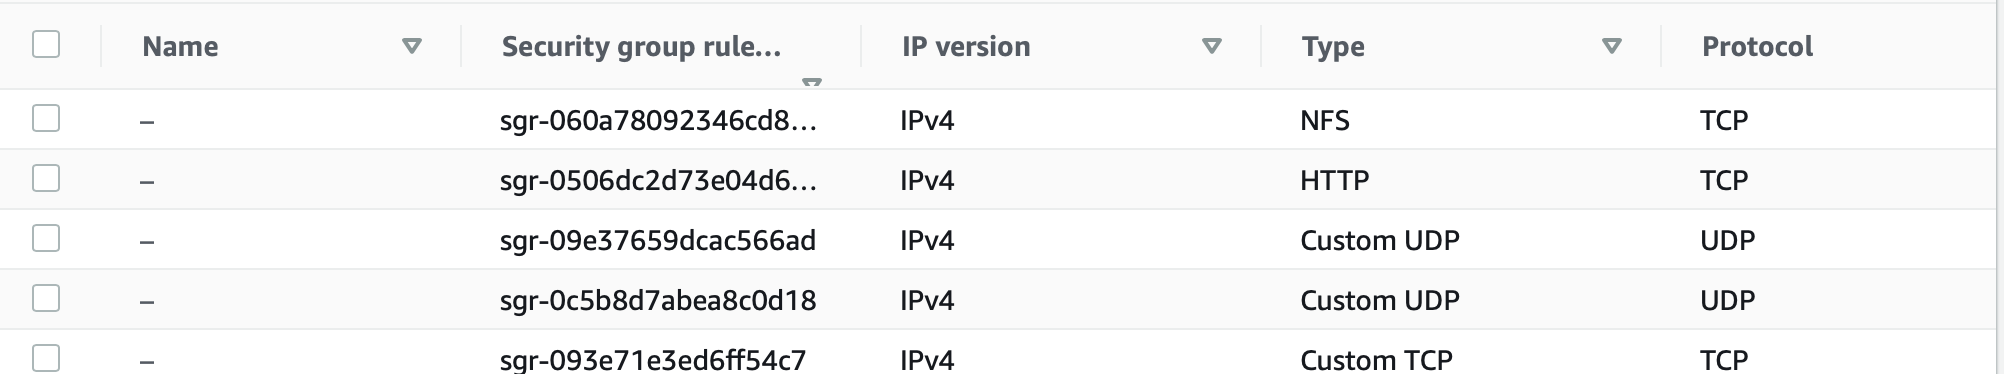 Name Security group rule... IP version Type Protocol
– sgr-060a78092346cd8... IPv4 NFS TCP
– sgr-0506dc2d73e04d6... IPv4 HTTP TCP
– sgr-09e37659dcac566ad IPv4 Custom UDP UDP
– sgr-0c5b8d7abea8c0d18 IPv4 Custom UDP UDP
– sgr-093e71e3ed6ff54c7 IPv4 Custom TCP TCP